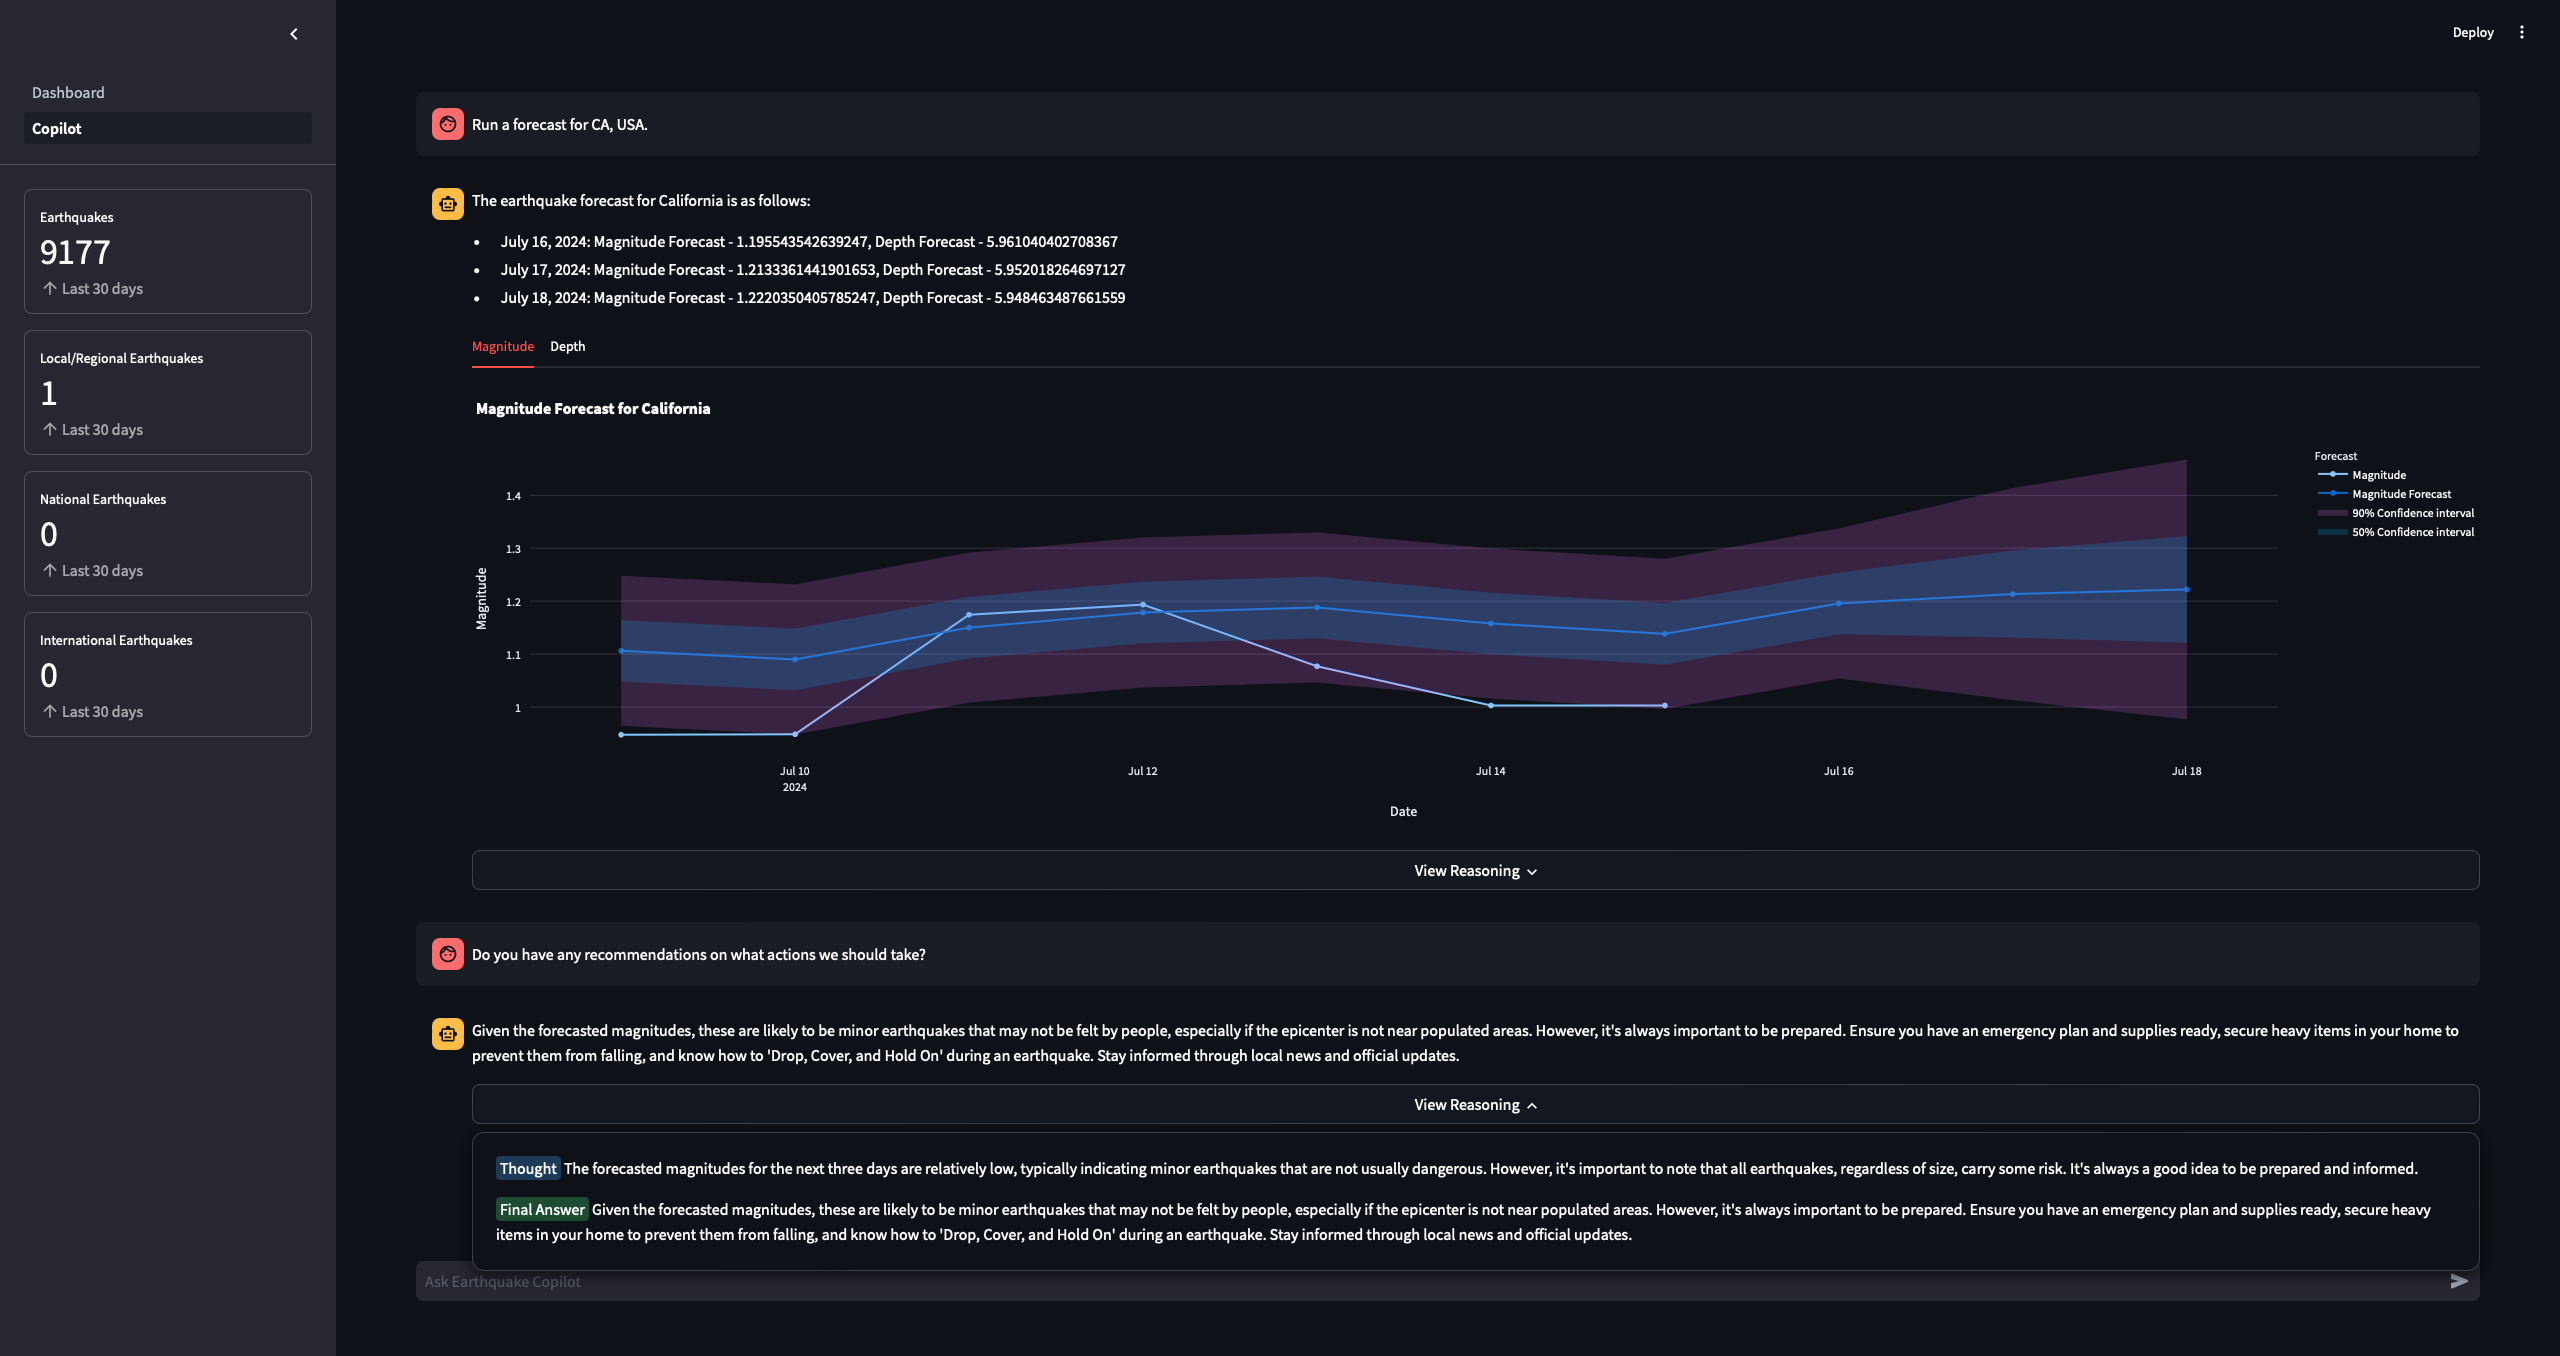 Deploy
Dashboard
Copilot
Earthquakes
9177
Last 30 days
Local/Regional Earthquakes
1
Last 30 days
National Earthquakes
0
Last 30 days
International Earthquakes
0
Last 30 days
Run a forecast for CA, USA.
The earthquake forecast for California is as follows:
• July 16, 2024: Magnitude Forecast - 1.195543542639247, Depth Forecast - 5.961040402708367
• July 17, 2024: Magnitude Forecast - 1.2133361441901653, Depth Forecast - 5.952018264697127
• July 18, 2024: Magnitude Forecast - 1.2220350405785247, Depth Forecast - 5.948463487661559
Magnitude Depth
Magnitude Forecast for California
Forecast
Magnitude
Magnitude Forecast
90% Confidence interval
50% Confidence interval
Magnitude
1.4
1.3
1.2
1.1
1
Jul 10 Jul 12 Jul 14 Jul 16 Jul 18
2024
Date
View Reasoning
Do you have any recommendations on what actions we should take?
Given the forecasted magnitudes, these are likely to be minor earthquakes that may not be felt by people, especially if the epicenter is not near populated areas. However, it's always important to be prepared. Ensure you have an emergency plan and supplies ready, secure heavy items in your home to
prevent them from falling, and know how to 'Drop, Cover, and Hold On' during an earthquake. Stay informed through local news and official updates.
View Reasoning
Thought The forecasted magnitudes for the next three days are relatively low, typically indicating minor earthquakes that are not usually dangerous. However, it's important to note that all earthquakes, regardless of size, carry some risk. It's always a good idea to be prepared and informed.
Final Answer Given the forecasted magnitudes, these are likely to be minor earthquakes that may not be felt by people, especially if the epicenter is not near populated areas. However, it's always important to be prepared. Ensure you have an emergency plan and supplies ready, secure heavy
items in your home to prevent them from falling, and know how to 'Drop, Cover, and Hold On' during an earthquake. Stay informed through local news and official updates.
Ask Earthquake Copilot